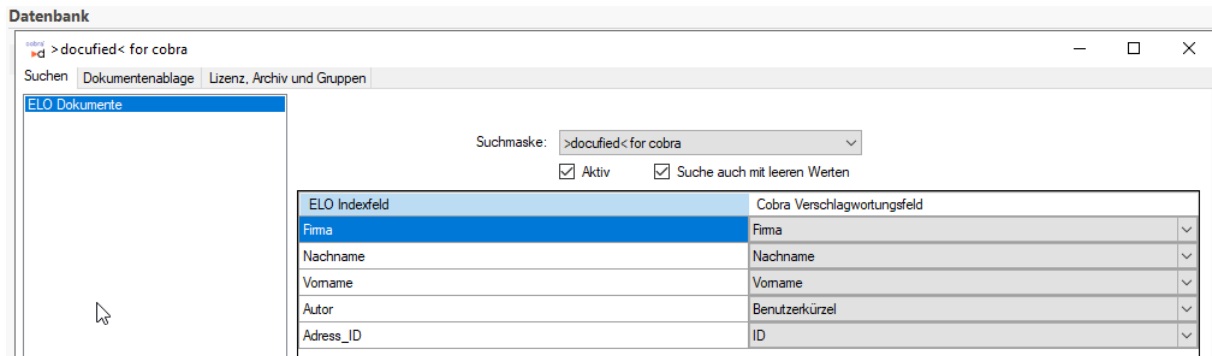 Datenbank
cobra >docufied< for cobra
Suchen Dokumentenablage Lizenz, Archiv und Gruppen
ELO Dokumente
Suchmaske: >docufied< for cobra
Aktiv Suche auch mit leeren Werten
ELO Indexfeld Cobra Verschlagwortungsfeld
Firma Firma
Nachname Nachname
Vorname Vorname
Autor Benutzerkürzel
Adress_ID ID